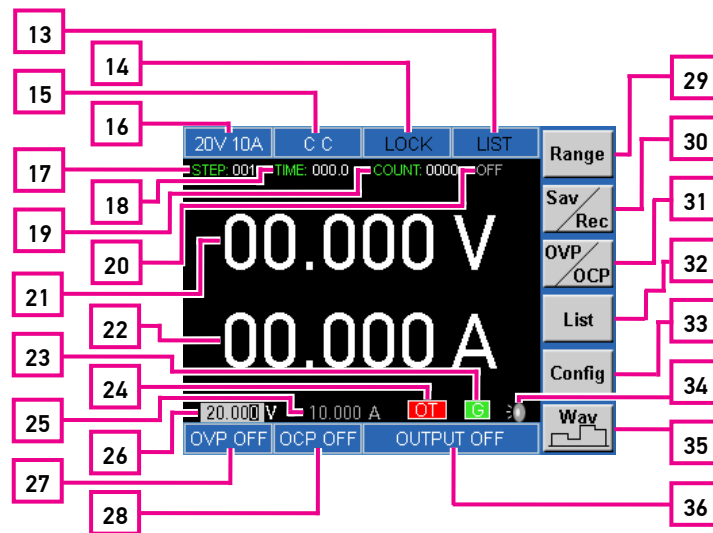 13
14
15
16
17
18
19
20
21
22
23
24
25
26
27
28
20V 10A CC LOCK LIST
STEP: 001 TIME: 000.0 COUNT: 0000 OFF
00.000 V
00.000 A
20.000 V 10.000 A OT G
OVP OFF OCP OFF OUTPUT OFF
Range
Sav/Rec
OVP/OCP
List
Config
Wav
29
30
31
32
33
34
35
36